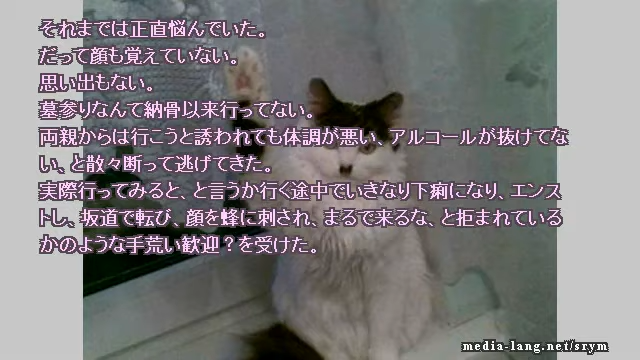 それまでは正直悩んでいた。
だって顔も覚えていない。
思い出もない。
墓参りなんて納骨以来行ってない。
両親からは行こうと誘われても体調が悪い、アルコールが抜けてな
い、と散々断って逃げてきた。
実際行ってみると、と言うか行く途中でいきなり下痢になり、エンス
トし、坂道で転び、顔を蜂に刺され、まるで来るな、と拒まれている
かのような手荒い歓迎？を受けた。
media-lang.net/srym